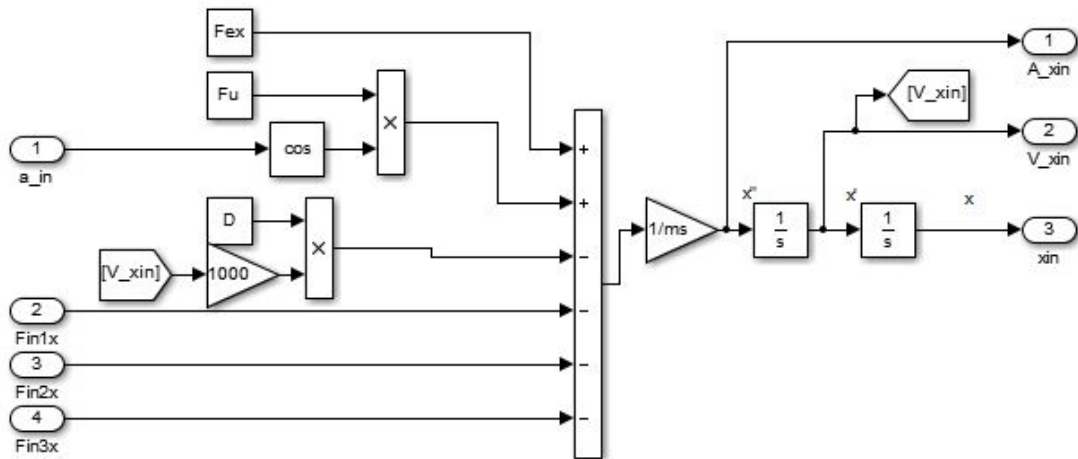 Fex
1
A_xin
Fu
×
[V_xin]
1
a_in
cos
+
2
V_xin
+
1/ms
x''
1
s
x'
1
s
x
3
xin
D
×
−
[V_xin]
1000
2
Fin1x
−
3
Fin2x
−
4
Fin3x
−